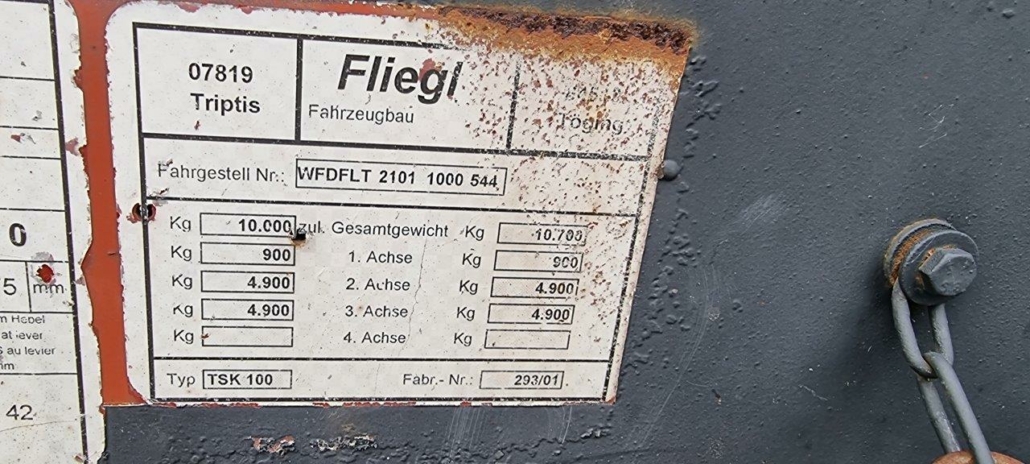 0
5 mm
42
07819
Triptis
Fliegl
Fahrzeugbau
Töging
Fahrgestell Nr.: WFDFLT 2101 1000 544
Kg 10.000 zul. Gesamtgewicht Kg 10.700
Kg 900 1. Achse Kg 900
Kg 4.900 2. Achse Kg 4.900
Kg 4.900 3. Achse Kg 4.900
Kg 4. Achse Kg
Typ TSK 100 Fabr.- Nr.: 293/01